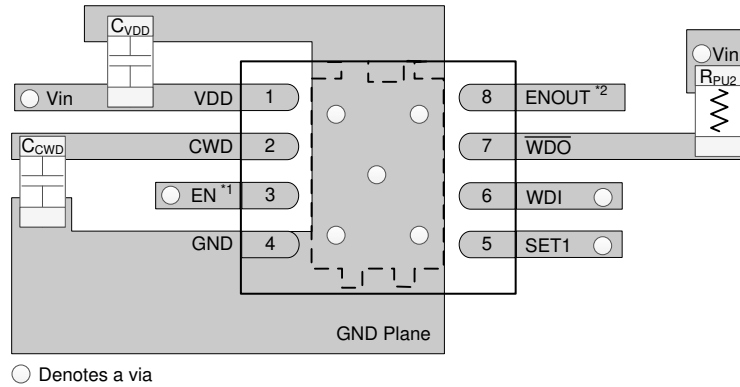 CVDD
Vin
RPU2
Vin VDD 1
8 ENOUT *2
CCWD
CWD 2
7 WDO
EN *1 3
6 WDI
GND 4
5 SET1
GND Plane
Denotes a via